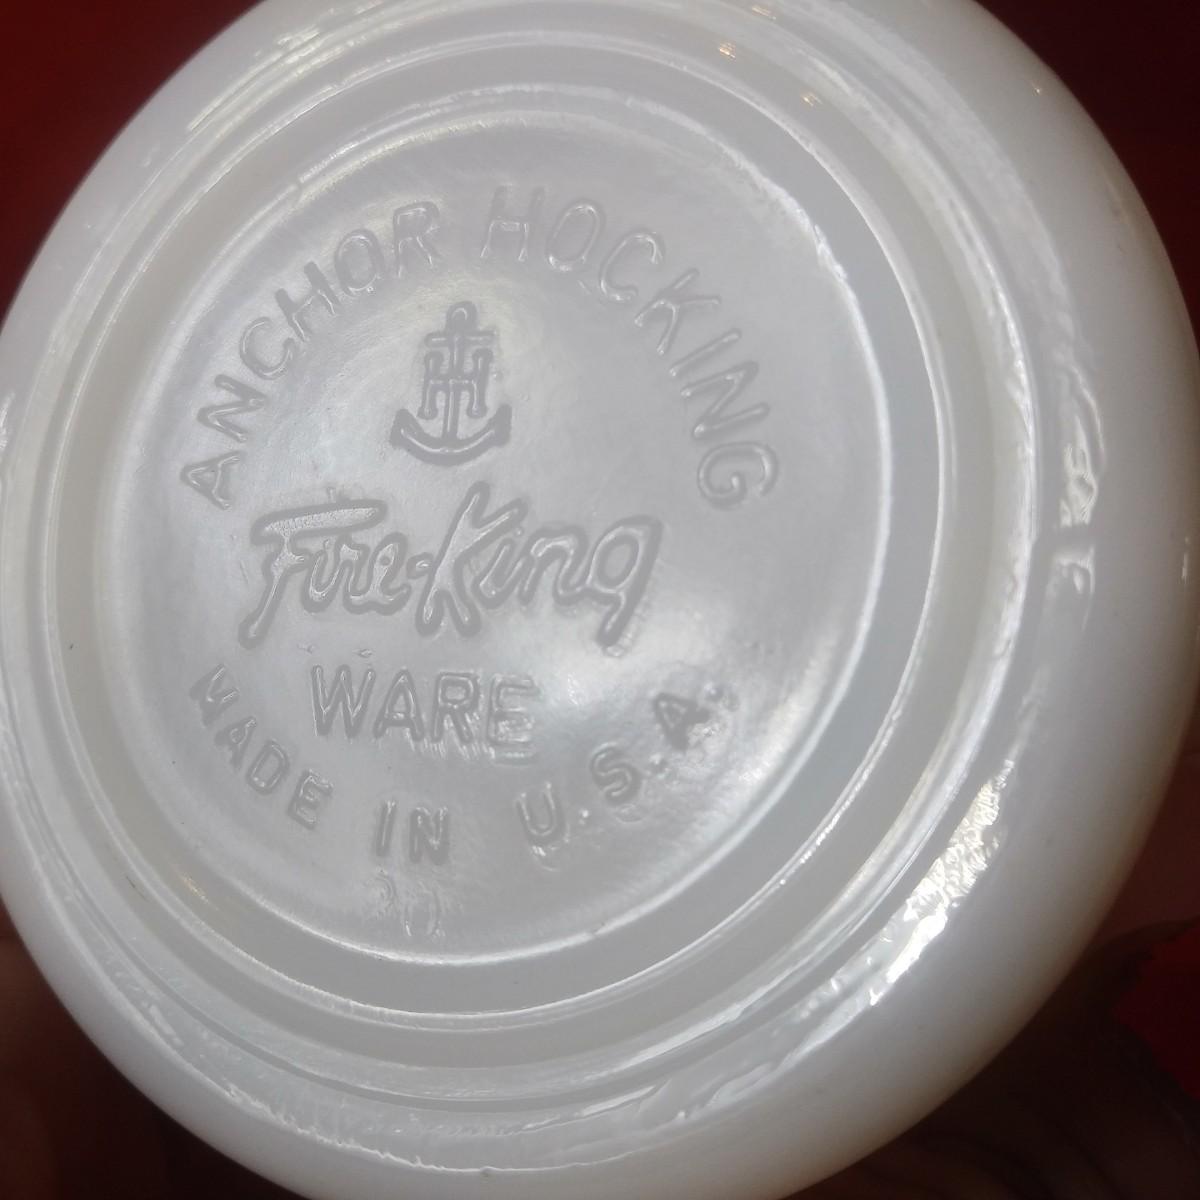 ANCHOR HOCKING
Fire-King
WARE
MADE IN U.S.A.